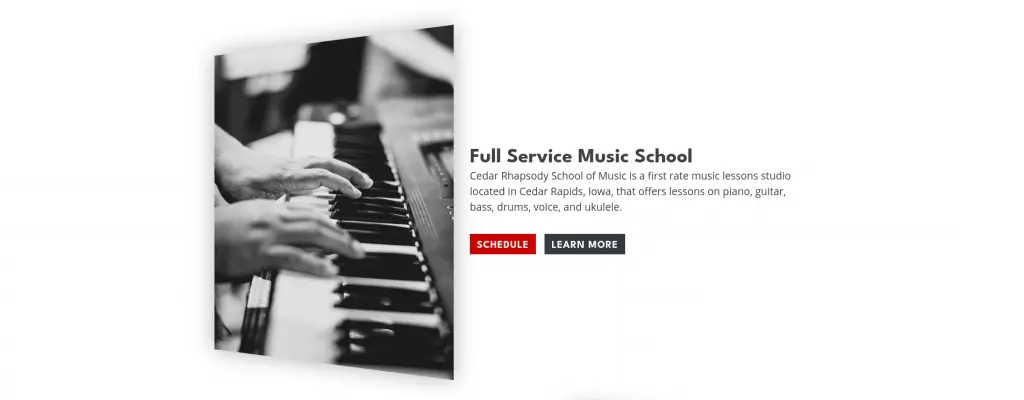 Full Service Music School
Cedar Rhapsody School of Music is a first rate music lessons studio
located in Cedar Rapids, Iowa, that offers lessons on piano, guitar,
bass, drums, voice, and ukulele.
SCHEDULE LEARN MORE